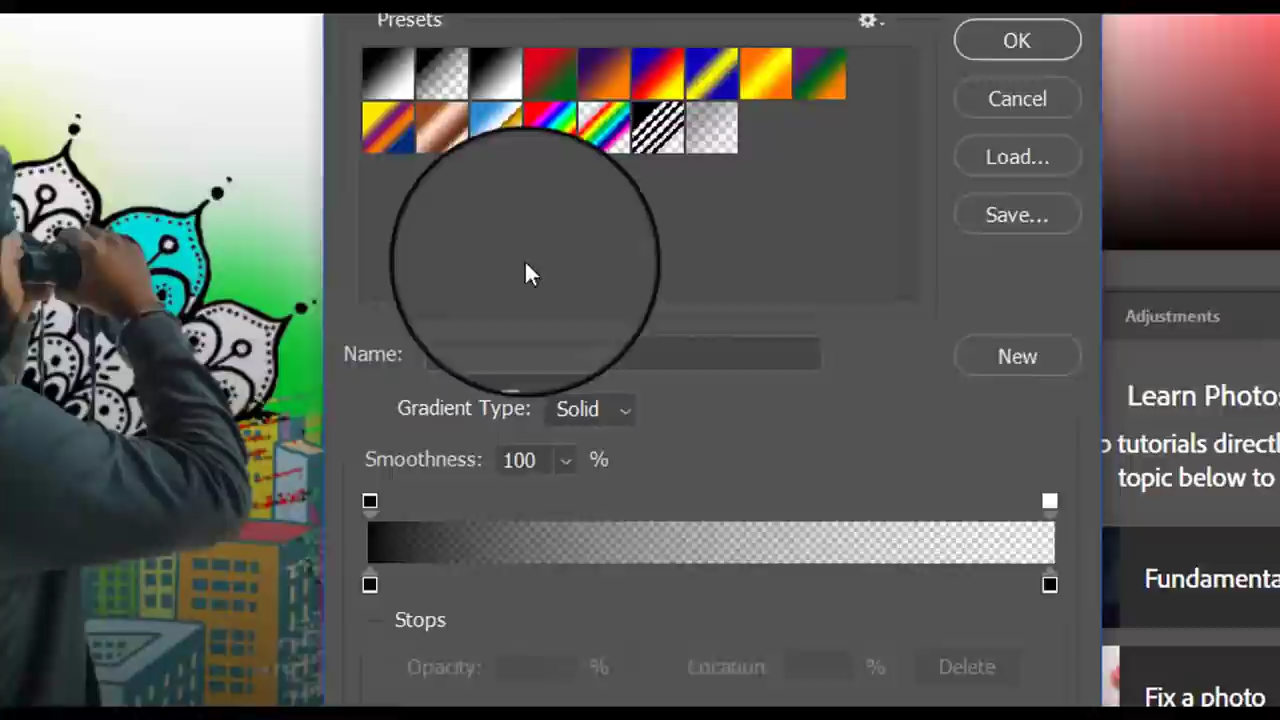 Presets
OK
Cancel
Load...
Save...
Name:
New
Gradient Type: Solid
Smoothness: 100 %
Stops
Opacity: %
Location %
Delete
Adjustments
Learn Photos
o tutorials directl
topic below to
Fundamenta
Fix a photo